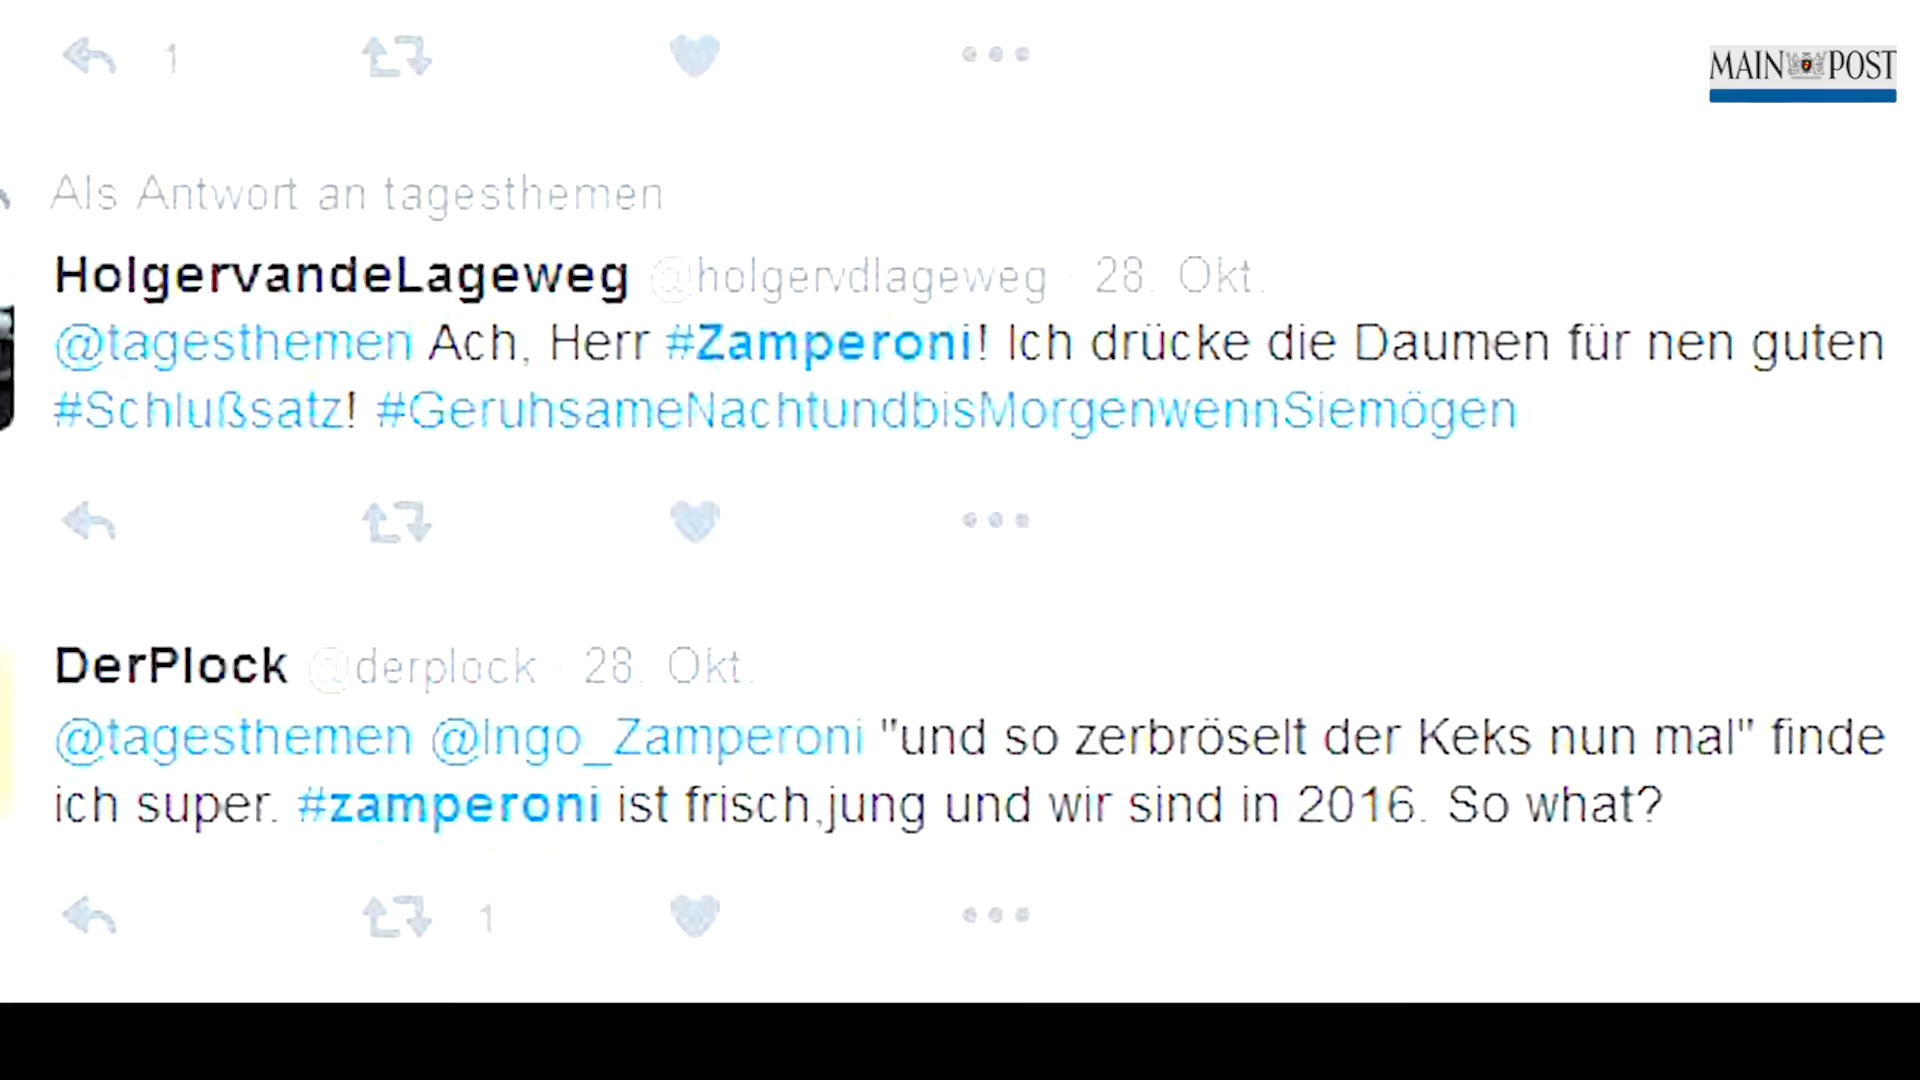 1
MAIN POST
Als Antwort an tagesthemen
HolgervandeLageweg @holgervdlageweg · 28. Okt.
@tagesthemen Ach, Herr #Zamperoni! Ich drücke die Daumen für nen guten
#Schlußsatz! #GeruhsameNachtundbisMorgenwennSiemögen
DerPlock @derplock · 28. Okt.
@tagesthemen @Ingo_Zamperoni "und so zerbröselt der Keks nun mal" finde
ich super. #zamperoni ist frisch,jung und wir sind in 2016. So what?
1